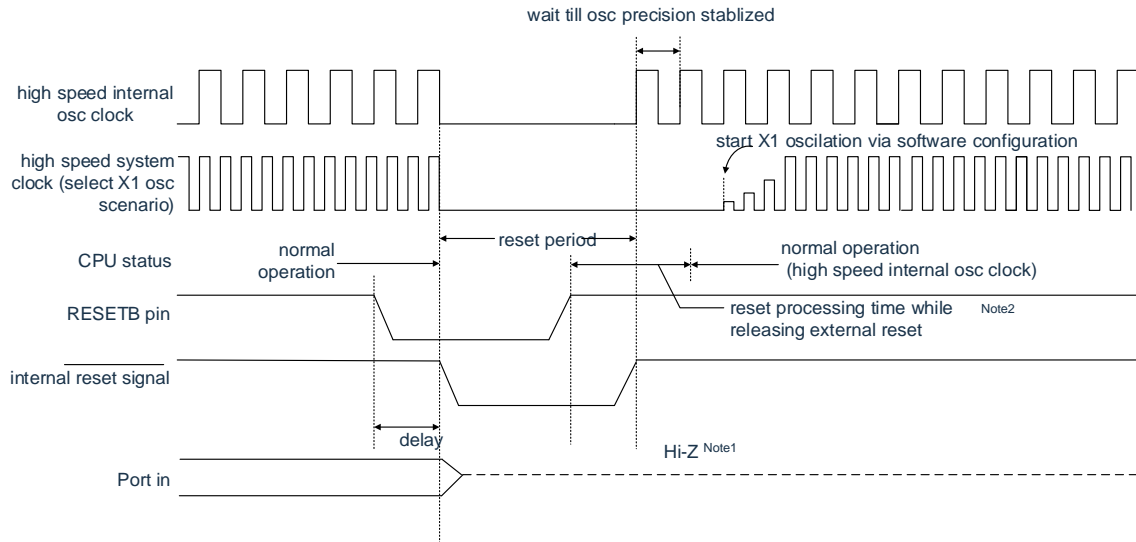 wait till osc precision stablized
high speed internal
osc clock
start X1 oscilation via software configuration
high speed system
clock (select X1 osc
scenario)
CPU status
normal
operation
reset period
normal operation
(high speed internal osc clock)
RESETB pin
reset processing time while Note2
releasing external reset
internal reset signal
delay
Hi-Z Note1
Port in